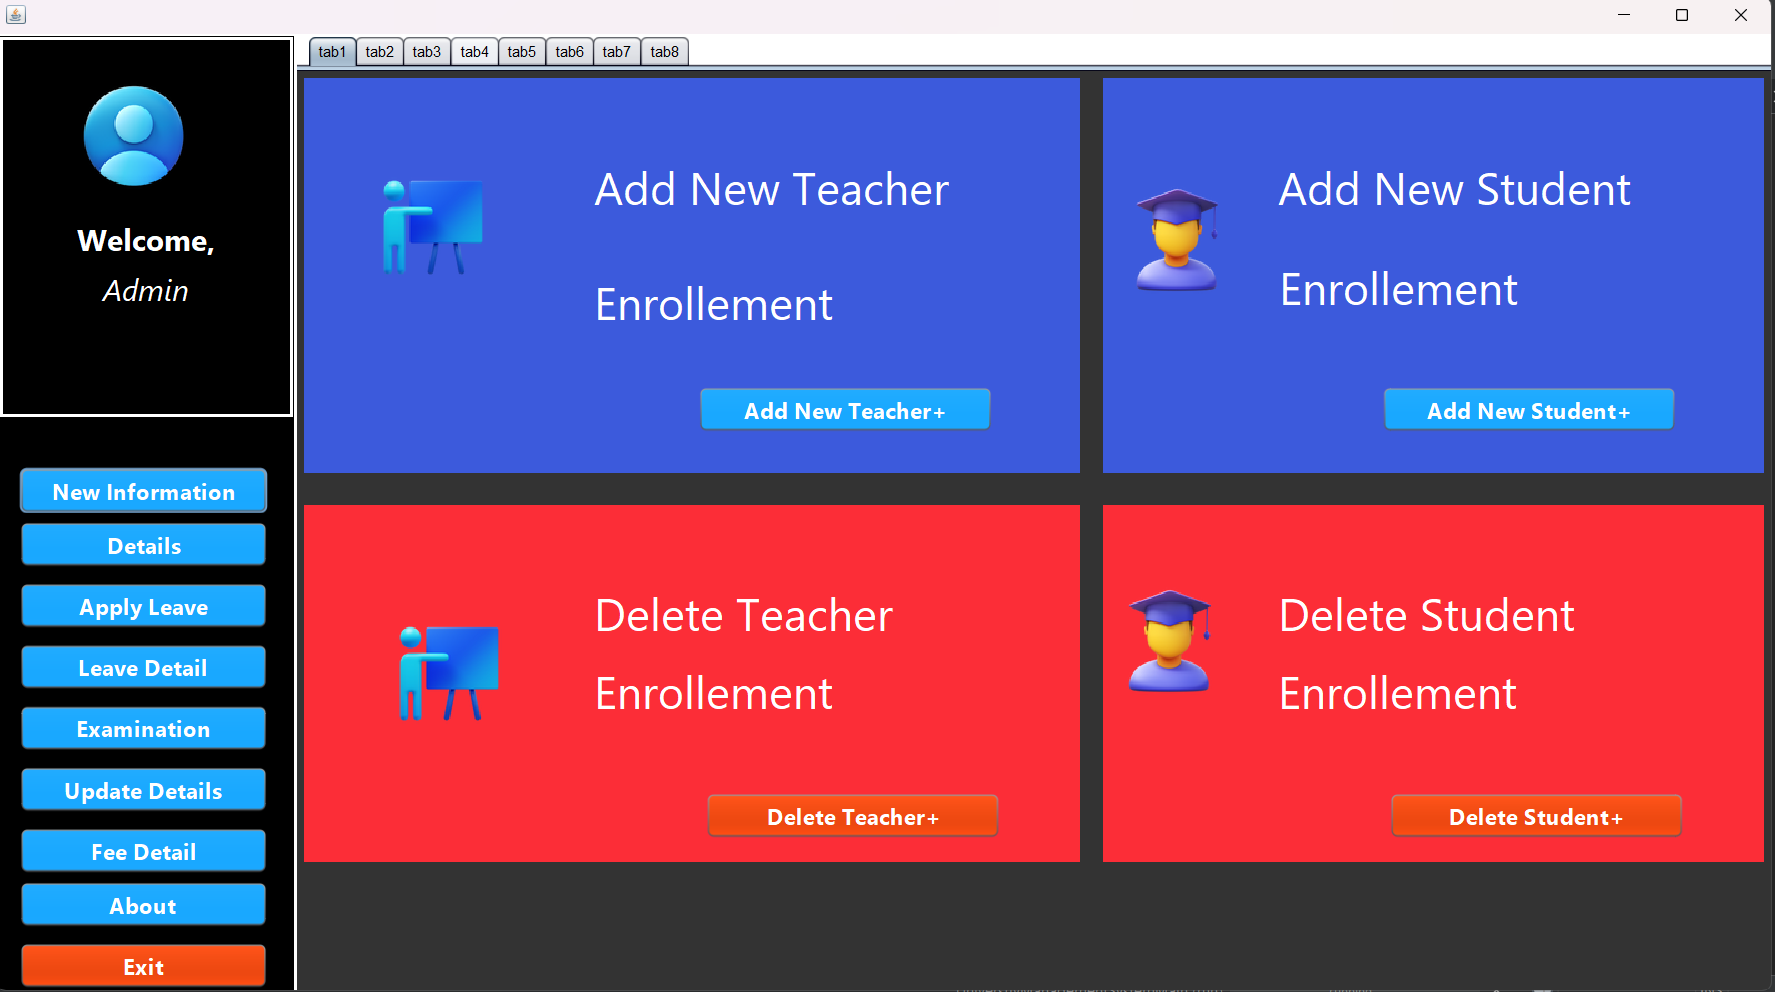 tab1 tab2 tab3 tab4 tab5 tab6 tab7 tab8
Welcome,
Admin
New Information
Details
Apply Leave
Leave Detail
Examination
Update Details
Fee Detail
About
Exit
Add New Teacher
Enrollement
Add New Teacher+
Add New Student
Enrollement
Add New Student+
Delete Teacher
Enrollement
Delete Teacher+
Delete Student
Enrollement
Delete Student+